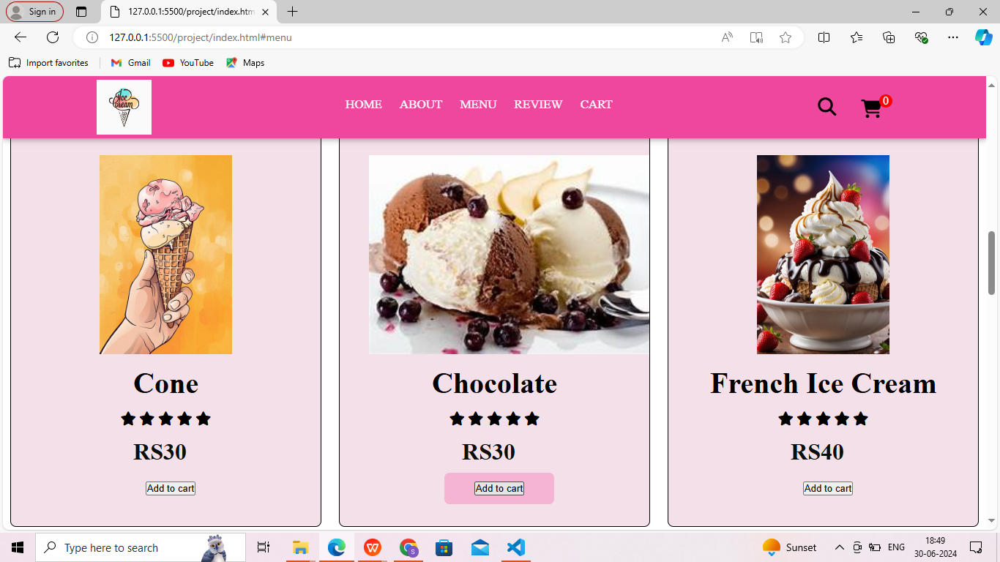 Sign in
127.0.0.1:5500/project/index.htm
127.0.0.1:5500/project/index.html#menu
Import favorites
Gmail
YouTube
Maps
Ice
Cream
HOME
ABOUT
MENU
REVIEW
CART
0
Cone
RS30
Add to cart
Chocolate
RS30
Add to cart
French Ice Cream
RS40
Add to cart
Type here to search
Sunset
ENG
18:49
30-06-2024